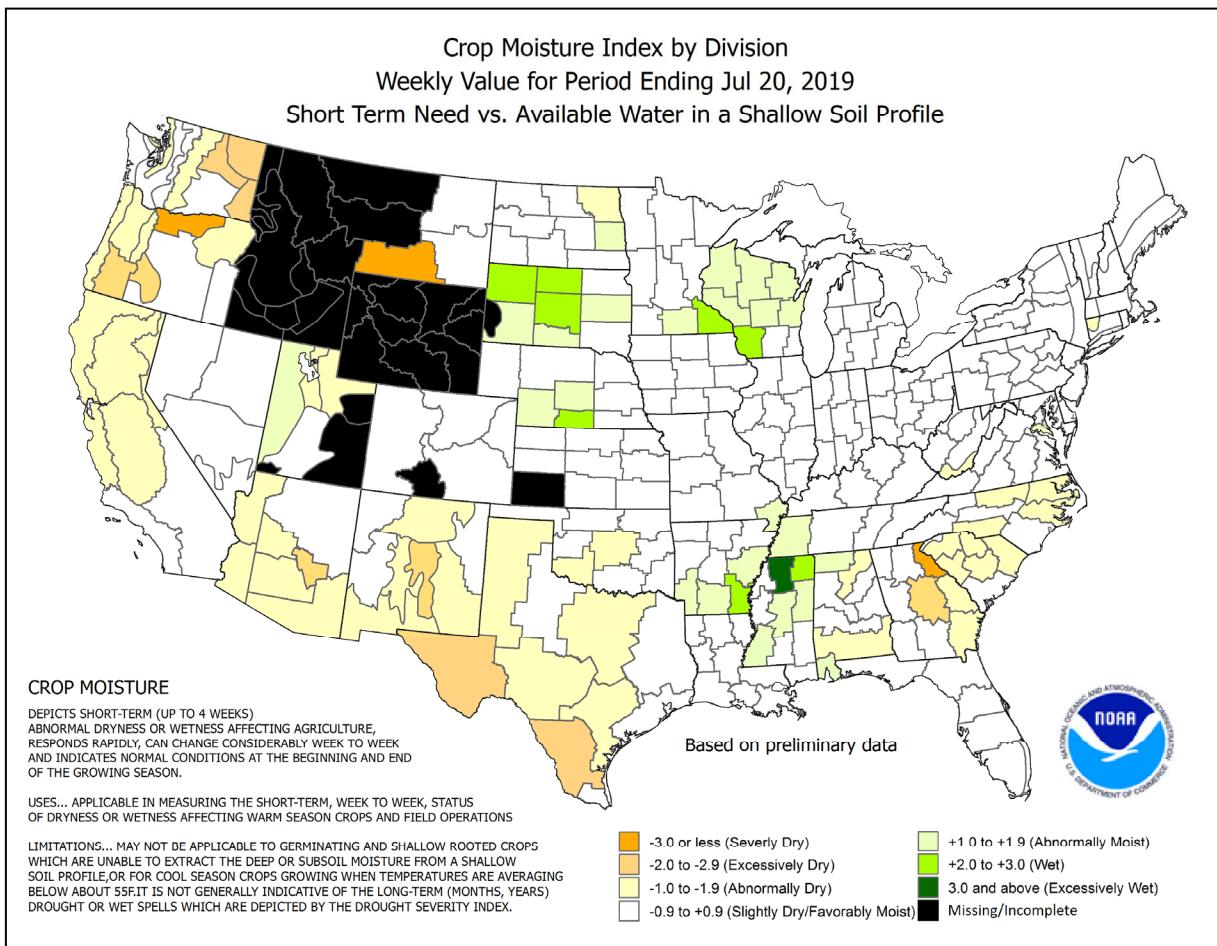 Crop Moisture Index by Division
Weekly Value for Period Ending Jul 20, 2019
Short Term Need vs. Available Water in a Shallow Soil Profile
CROP MOISTURE
DEPICTS SHORT-TERM (UP TO 4 WEEKS)
ABNORMAL DRYNESS OR WETNESS AFFECTING AGRICULTURE,
RESPONDS RAPIDLY, CAN CHANGE CONSIDERABLY WEEK TO WEEK
AND INDICATES NORMAL CONDITIONS AT THE BEGINNING AND END
OF THE GROWING SEASON.
USES... APPLICABLE IN MEASURING THE SHORT-TERM, WEEK TO WEEK, STATUS
OF DRYNESS OR WETNESS AFFECTING WARM SEASON CROPS AND FIELD OPERATIONS
LIMITATIONS... MAY NOT BE APPLICABLE TO GERMINATING AND SHALLOW ROOTED CROPS
WHICH ARE UNABLE TO EXTRACT THE DEEP OR SUBSOIL MOISTURE FROM A SHALLOW
SOIL PROFILE,OR FOR COOL SEASON CROPS GROWING WHEN TEMPERATURES ARE AVERAGING
BELOW ABOUT 55F.IT IS NOT GENERALLY INDICATIVE OF THE LONG-TERM (MONTHS, YEARS)
DROUGHT OR WET SPELLS WHICH ARE DEPICTED BY THE DROUGHT SEVERITY INDEX.
Based on preliminary data
NATIONAL OCEANIC AND ATMOSPHERIC ADMINISTRATION
NOAA
U.S. DEPARTMENT OF COMMERCE
-3.0 or less (Severly Dry)
-2.0 to -2.9 (Excessively Dry)
-1.0 to -1.9 (Abnormally Dry)
-0.9 to +0.9 (Slightly Dry/Favorably Moist)
+1.0 to +1.9 (Abnormally Moist)
+2.0 to +3.0 (Wet)
3.0 and above (Excessively Wet)
Missing/Incomplete